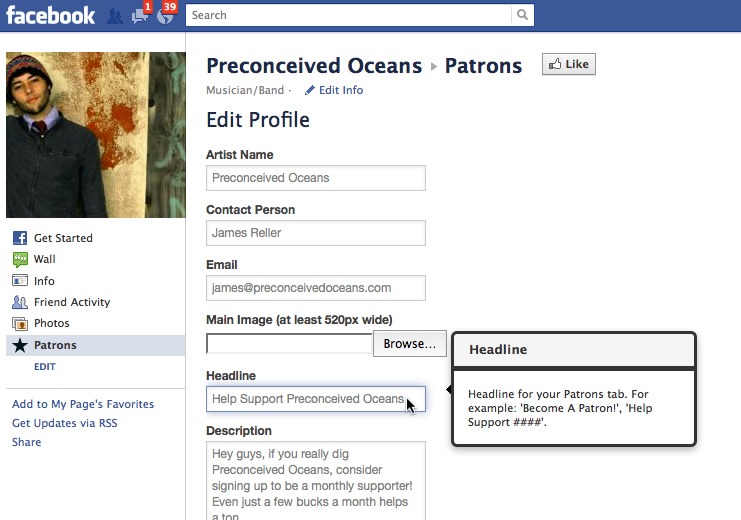 facebook
1
39
Search
Preconceived Oceans ▸ Patrons
Like
Musician/Band ·
Edit Info
Edit Profile
Artist Name
Preconceived Oceans
Contact Person
James Reller
Email
james@preconceivedoceans.com
Main Image (at least 520px wide)
Browse...
Headline
Help Support Preconceived Oceans
Headline
Headline for your Patrons tab. For
example: 'Become A Patron!', 'Help
Support ####'.
Description
Hey guys, if you really dig
Preconceived Oceans, consider
signing up to be a monthly supporter!
Even just a few bucks a month helps
a ton
Get Started
Wall
Info
Friend Activity
Photos
Patrons
EDIT
Add to My Page's Favorites
Get Updates via RSS
Share